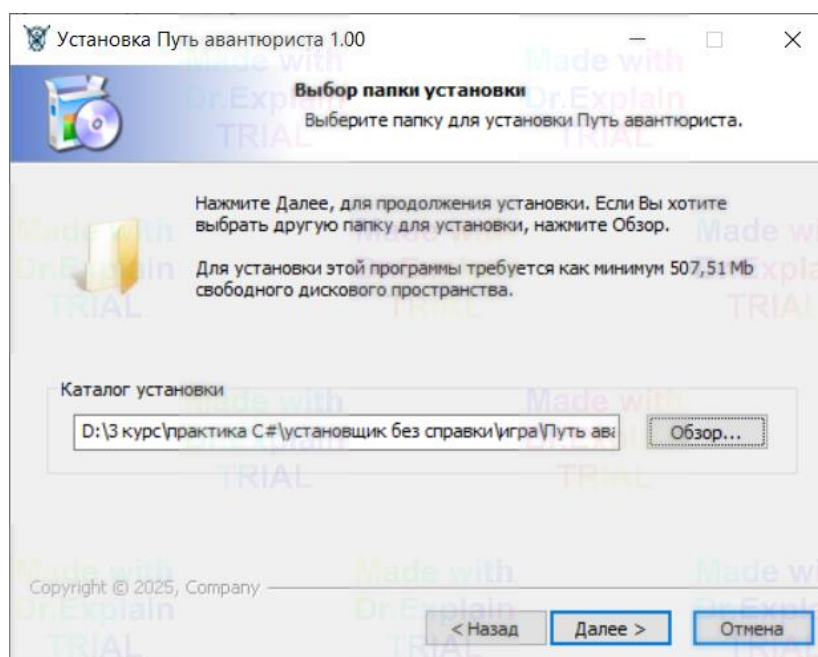 Установка Путь авантюриста 1.00
Выбор папки установки
Выберите папку для установки Путь авантюриста.
Нажмите Далее, для продолжения установки. Если Вы хотите
выбрать другую папку для установки, нажмите Обзор.
Для установки этой программы требуется как минимум 507,51 Mb
свободного дискового пространства.
Каталог установки
D:\3 курс\практика C#\установщик без справки\игра\Путь ава
Обзор...
Copyright © 2025, Company
< Назад
Далее >
Отмена
Made with
Dr.Explain
TRIAL